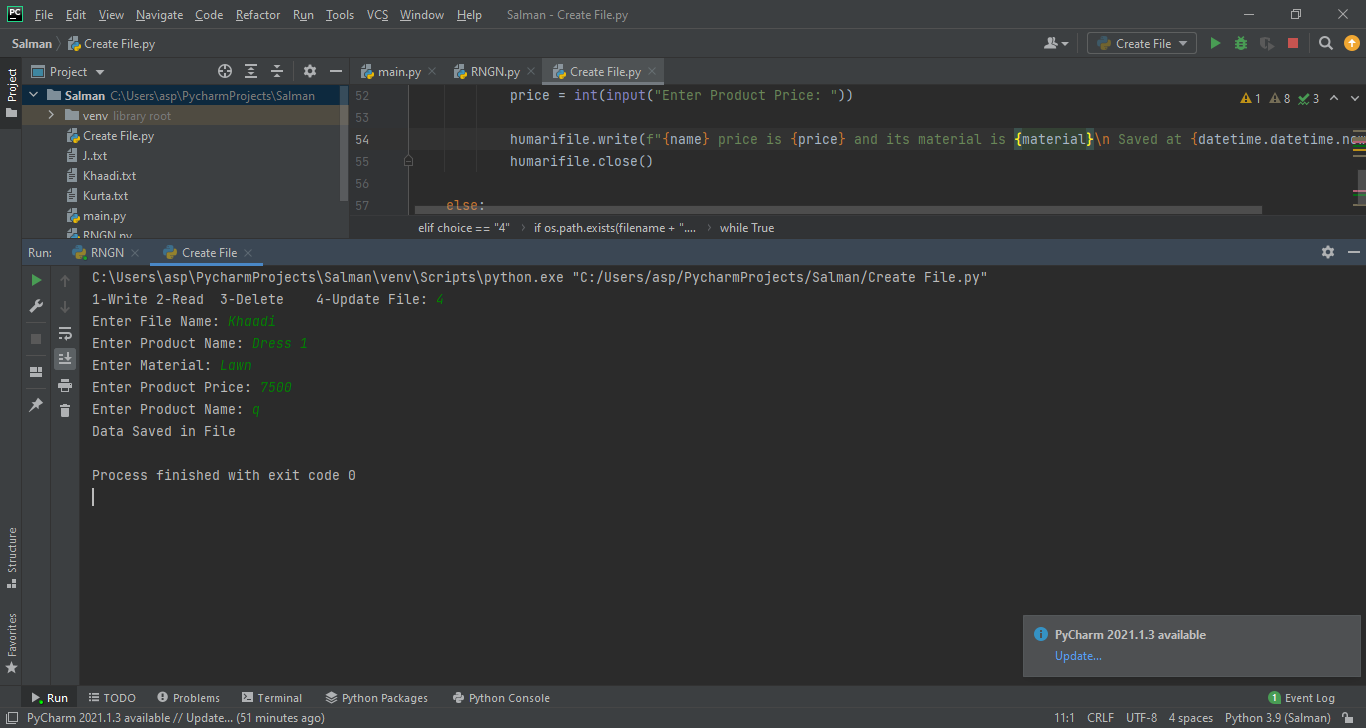 PC File Edit View Navigate Code Refactor Run Tools VCS Window Help Salman - Create File.py
Salman Create File.py Create File
Project
Project main.py RNGN.py Create File.py
Salman C:\Users\asp\PycharmProjects\Salman
venv library root
Create File.py
J..txt
Khaadi.txt
Kurta.txt
main.py
RNGN.py
52 price = int(input("Enter Product Price: "))
1 8 3
53
54 humarifile.write(f"{name} price is {price} and its material is {material}\n Saved at {datetime.datetime.now
55 humarifile.close()
56
57 else:
elif choice == "4" if os.path.exists(filename + ".... while True
Run: RNGN Create File
C:\Users\asp\PycharmProjects\Salman\venv\Scripts\python.exe "C:/Users/asp/PycharmProjects/Salman/Create File.py"
1-Write 2-Read 3-Delete 4-Update File: 4
Enter File Name: Khaadi
Enter Product Name: Dress 1
Enter Material: Lawn
Enter Product Price: 7500
Enter Product Name: q
Data Saved in File
Process finished with exit code 0
Structure
Favorites
PyCharm 2021.1.3 available
Update...
Run TODO Problems Terminal Python Packages Python Console 1 Event Log
PyCharm 2021.1.3 available // Update... (51 minutes ago) 11:1 CRLF UTF-8 4 spaces Python 3.9 (Salman)